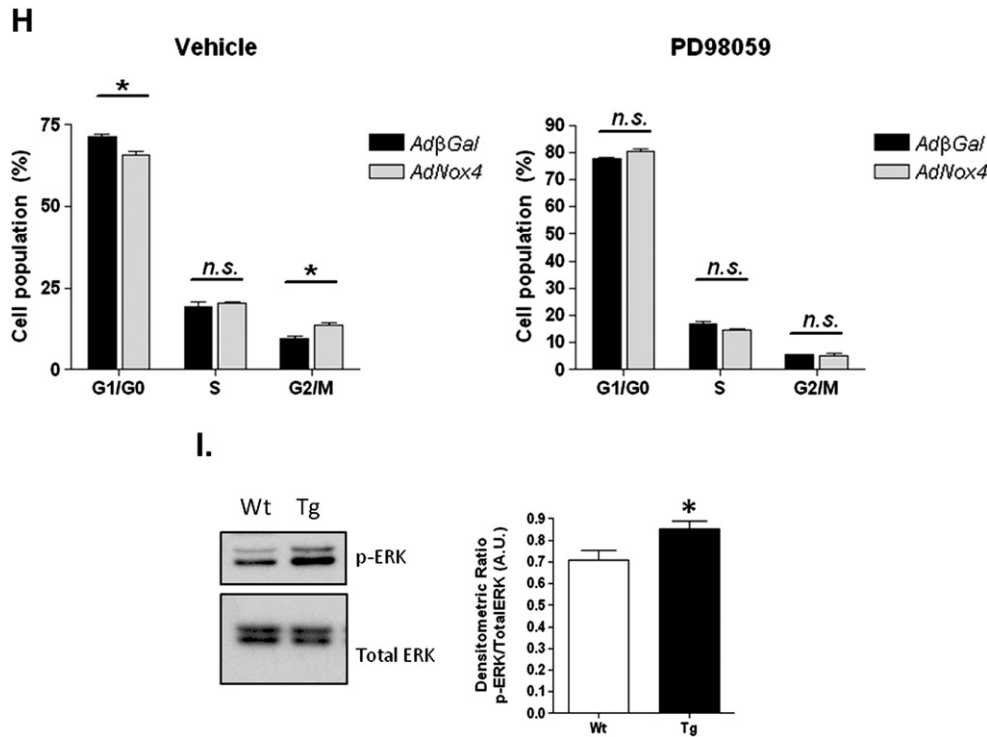 H
Vehicle
*
75
50
25
0
Cell population (%)
n.s.
*
G1/G0 S G2/M
AdβGal
AdNox4
PD98059
n.s.
90
80
70
60
50
40
30
20
10
0
Cell population (%)
n.s.
n.s.
G1/G0 S G2/M
AdβGal
AdNox4
I.
Wt Tg
p-ERK
Total ERK
*
0.9
0.8
0.7
0.6
0.5
0.4
0.3
0.2
0.1
0.0
Densitometric Ratio
p-ERK/TotalERK (A.U.)
Wt Tg